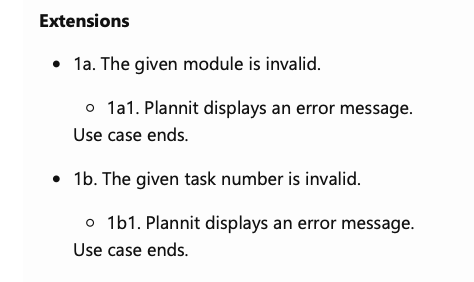 Extensions
• 1a. The given module is invalid.
○ 1a1. Plannit displays an error message.
Use case ends.
• 1b. The given task number is invalid.
○ 1b1. Plannit displays an error message.
Use case ends.